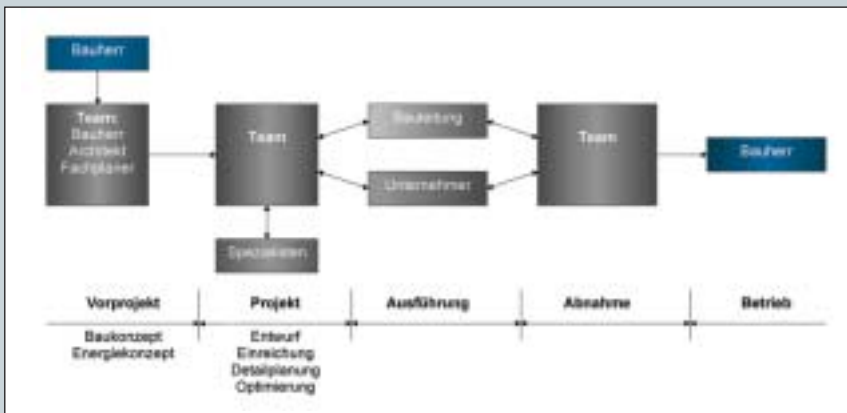 Bauherr
Team:
Bauherr
Architekt
Fachplaner
Team
Spezialisten
Bauleitung
Unternehmer
Team
Bauherr
Vorprojekt
Projekt
Ausführung
Abnahme
Betrieb
Baukonzept
Energiekonzept
Entwurf
Einreichung
Detailplanung
Optimierung